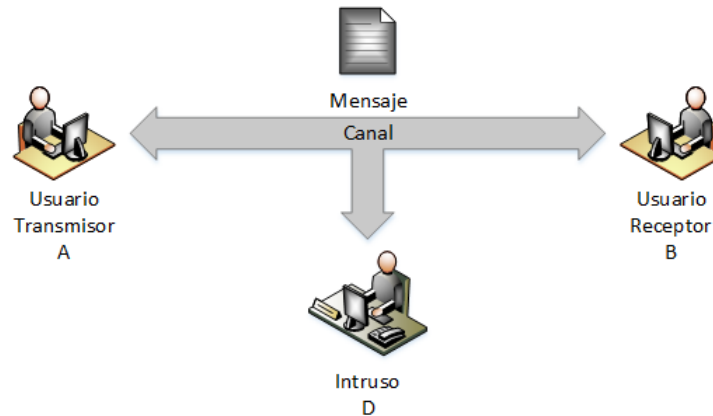 Mensaje
Canal
Usuario
Transmisor
A
Usuario
Receptor
B
Intruso
D